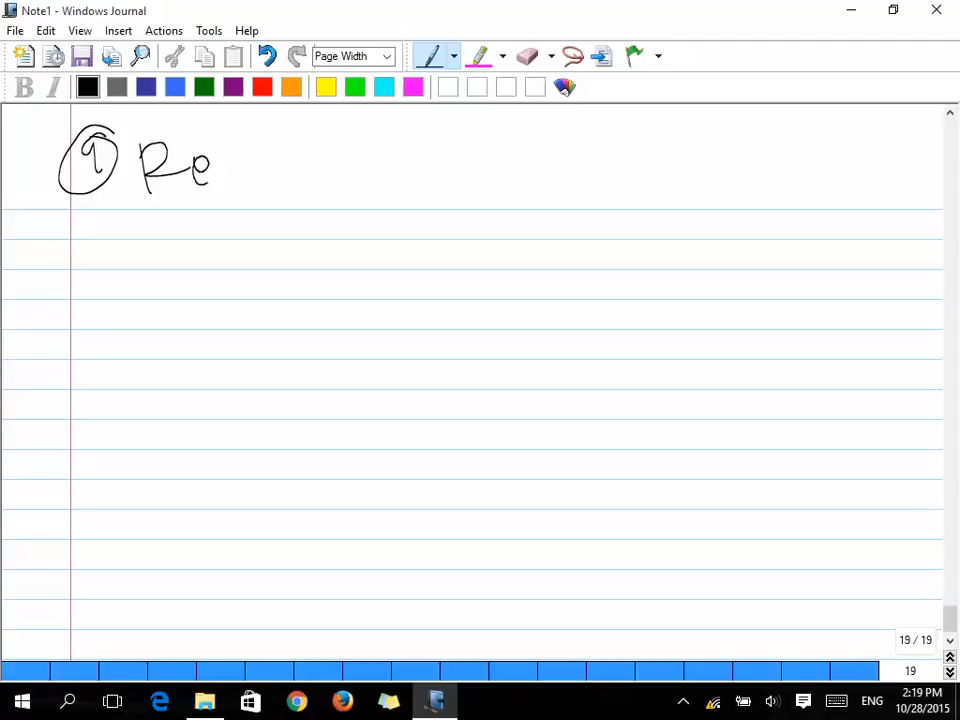 Note1 - Windows Journal
File Edit View Insert Actions Tools Help
Page Width
B I
9 Re
19 / 19
19
ENG
2:19 PM
10/28/2015